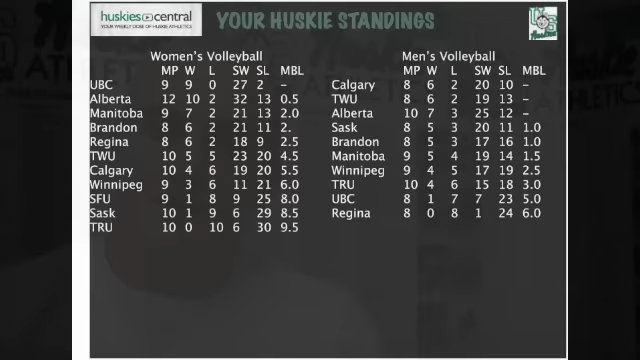 huskies central
YOUR WEEKLY DOSE OF HUSKIE ATHLETICS
YOUR HUSKIE STANDINGS
Women's Volleyball
MP W L SW SL MBL
UBC 9 9 0 27 2 –
Alberta 12 10 2 32 13 0.5
Manitoba 9 7 2 21 13 2.0
Brandon 8 6 2 21 11 2.
Regina 8 6 2 18 9 2.5
TWU 10 5 5 23 20 4.5
Calgary 10 4 6 19 20 5.5
Winnipeg 9 3 6 11 21 6.0
SFU 9 1 8 9 25 8.0
Sask 10 1 9 6 29 8.5
TRU 10 0 10 6 30 9.5
Men's Volleyball
MP W L SW SL MBL
Calgary 8 6 2 20 10 –
TWU 8 6 2 19 13 –
Alberta 10 7 3 25 12 –
Sask 8 5 3 20 11 1.0
Brandon 8 5 3 17 16 1.0
Manitoba 9 5 4 19 14 1.5
Winnipeg 9 4 5 17 19 2.5
TRU 10 4 6 15 18 3.0
UBC 8 1 7 7 23 5.0
Regina 8 0 8 1 24 6.0